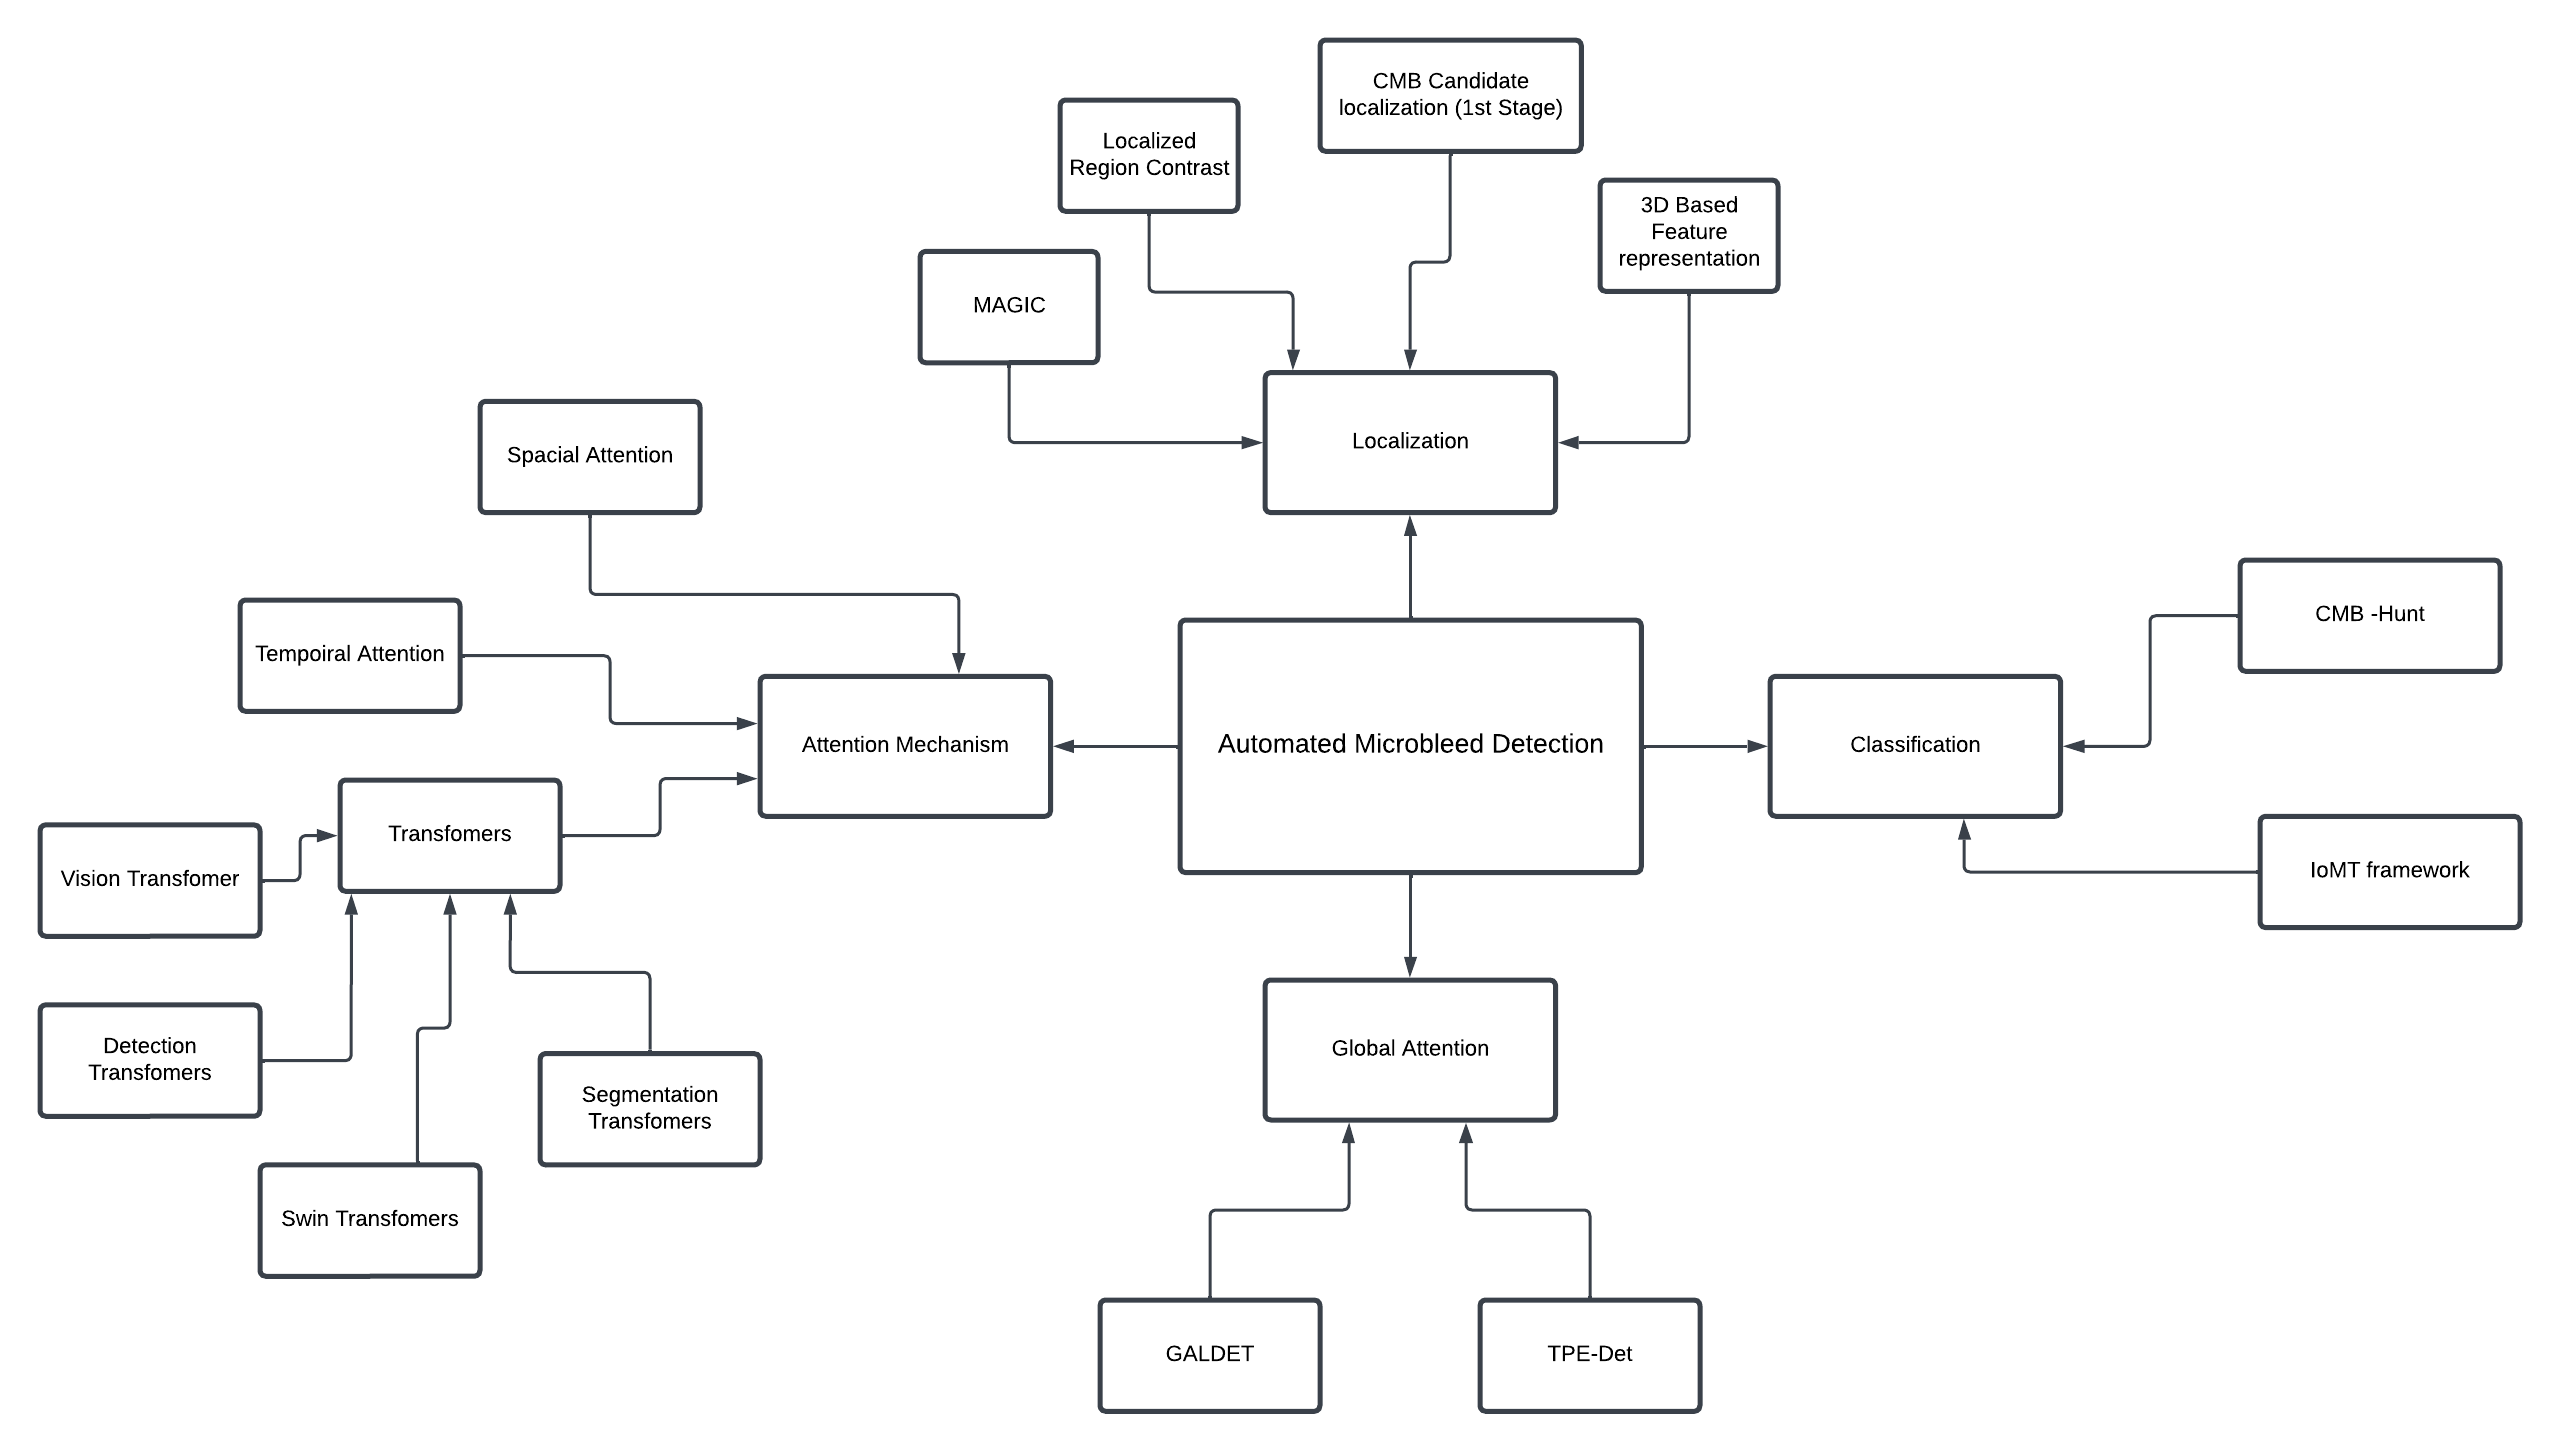 CMB Candidate
localization (1st Stage)
Localized
Region Contrast
3D Based
Feature
representation
MAGIC
Localization
Spacial Attention
CMB -Hunt
Tempoiral Attention
Attention Mechanism
Automated Microbleed Detection
Classification
Transfomers
Vision Transfomer
IoMT framework
Detection
Transfomers
Global Attention
Segmentation
Transfomers
Swin Transfomers
GALDET
TPE-Det